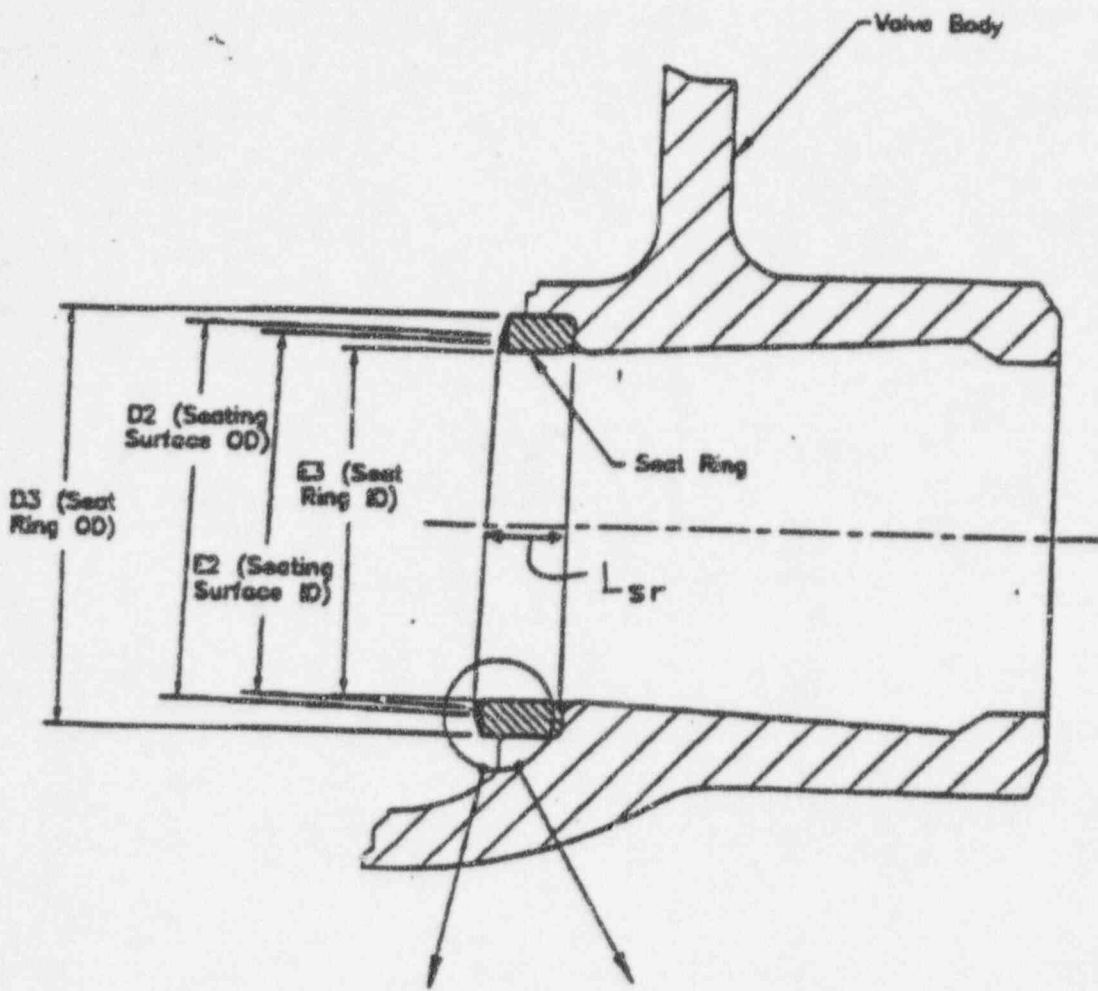 Valve Body
D2 (Seating
Surface OD)
E3 (Seat
Ring ID)
Seat Ring
D3 (Seat
Ring OD)
E2 (Seating
Surface ID)
Lsr